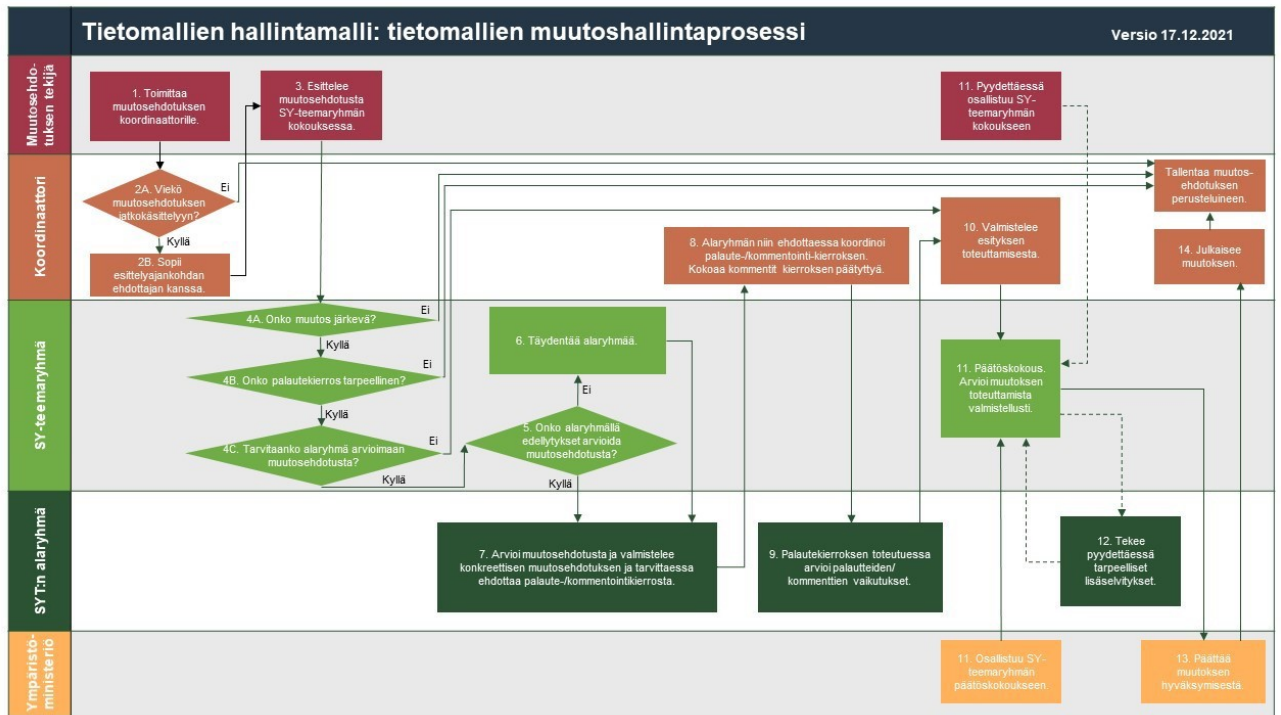 Tietomallien hallintamalli: tietomallien muutoshallintaprosessi
Versio 17.12.2021
Muutosehdo-
tuksen tekijä
1. Toimittaa
muutosehdotuksen
koordinaattorille.
3. Esittelee
muutosehdotusta
SY-teemaryhmän
kokouksessa.
11. Pyydettäessä
osallistuu SY-
teemaryhmän
kokoukseen
Koordinaattori
2A. Viekö
muutosehdotuksen
jatkokäsittelyyn?
Ei
Kyllä
2B. Sopii
esittelyajankohdan
ehdottajan kanssa.
8. Alaryhmän niin ehdottaessa koordinoi
palaute-/kommentointi-kierroksen.
Kokoaa kommentit kierroksen päätyttyä.
10. Valmistelee
esityksen
toteuttamisesta.
Tallentaa muutos-
ehdotuksen
perusteluineen.
14. Julkaisee
muutoksen.
SY-teemaryhmä
4A. Onko muutos järkevä?
Ei
Kyllä
4B. Onko palautekierros tarpeellinen?
Ei
Kyllä
4C. Tarvitaanko alaryhmä arvioimaan
muutosehdotusta?
Ei
Kyllä
6. Täydentää alaryhmää.
Ei
5. Onko alaryhmällä
edellytykset arvioida
muutosehdotusta?
Kyllä
11. Päätöskokous.
Arvioi muutoksen
toteuttamista
valmistellusti.
SYT:n alaryhmä
7. Arvioi muutosehdotusta ja valmistelee
konkreettisen muutosehdotuksen ja tarvittaessa
ehdottaa palaute-/kommentointikierrosta.
9. Palautekierroksen toteutuessa
arvioi palautteiden/
kommenttien vaikutukset.
12. Tekee
pyydettäessä
tarpeelliset
lisäselvitykset.
Ympäristö-
ministeriö
11. Osallistuu SY-
teemaryhmän
päätöskokoukseen.
13. Päättää
muutoksen
hyväksymisestä.